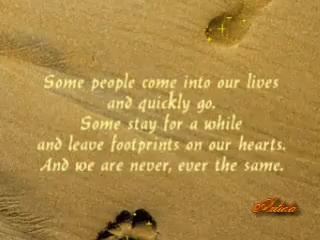 Some people come into our lives
and quickly go.
Some stay for a while
and leave footprints on our hearts.
And we are never, ever the same.